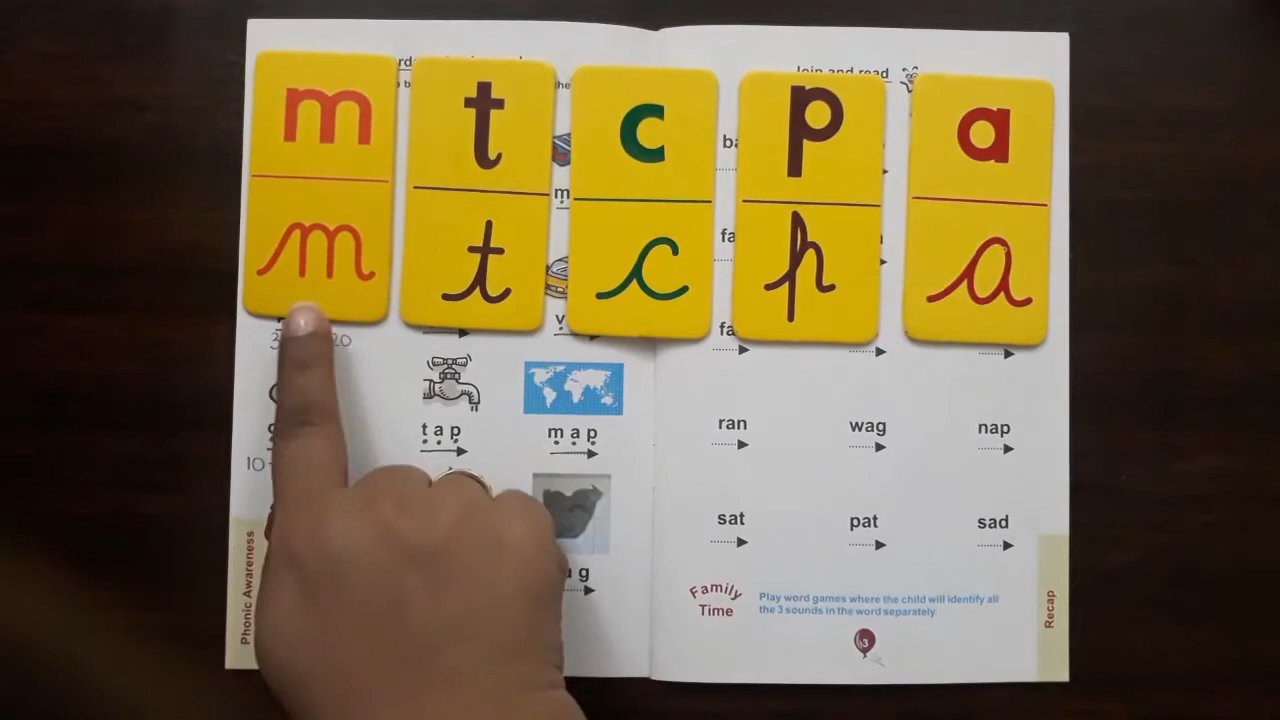 Join and read
m t c p a
m t c p a
tap map
ran wag nap
sat pat sad
Family
Time
Play word games where the child will identify all
the 3 sounds in the word separately
3
Phonic Awareness
Recap